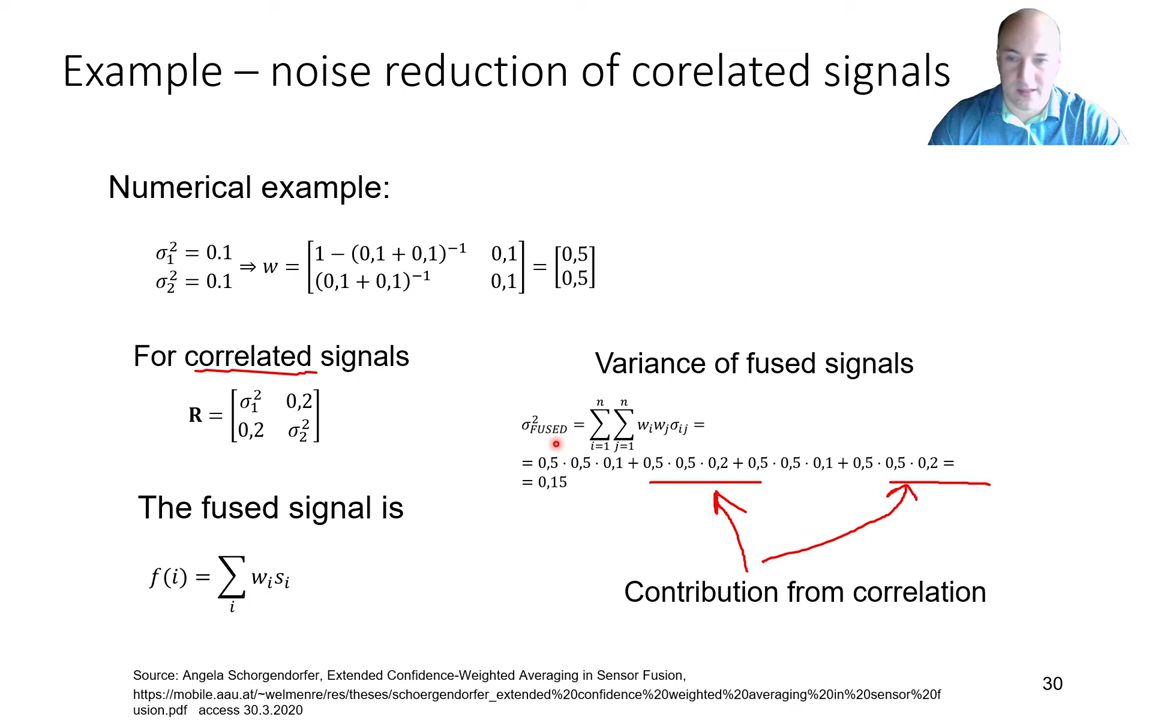 Example – noise reduction of corelated signals
Numerical example:
σ₁² = 0.1
σ₂² = 0.1
⇒ w = [1 − (0,1 + 0,1)⁻¹ 0,1
(0,1 + 0,1)⁻¹ 0,1] = [0,5
0,5]
For correlated signals
R = [σ₁² 0,2
0,2 σ₂²]
The fused signal is
f(i) = ∑ᵢ wᵢsᵢ
Variance of fused signals
σ²_FUSED = ∑ᵢ₌₁ⁿ ∑ⱼ₌₁ⁿ wᵢwⱼσᵢⱼ =
= 0,5 · 0,5 · 0,1 + 0,5 · 0,5 · 0,2 + 0,5 · 0,5 · 0,1 + 0,5 · 0,5 · 0,2 =
= 0,15
Contribution from correlation
Source: Angela Schorgendorfer, Extended Confidence-Weighted Averaging in Sensor Fusion,
https://mobile.aau.at/~welmenre/res/theses/schoergendorfer_extended%20confidence%20weighted%20averaging%20in%20sensor%20f
usion.pdf access 30.3.2020
30